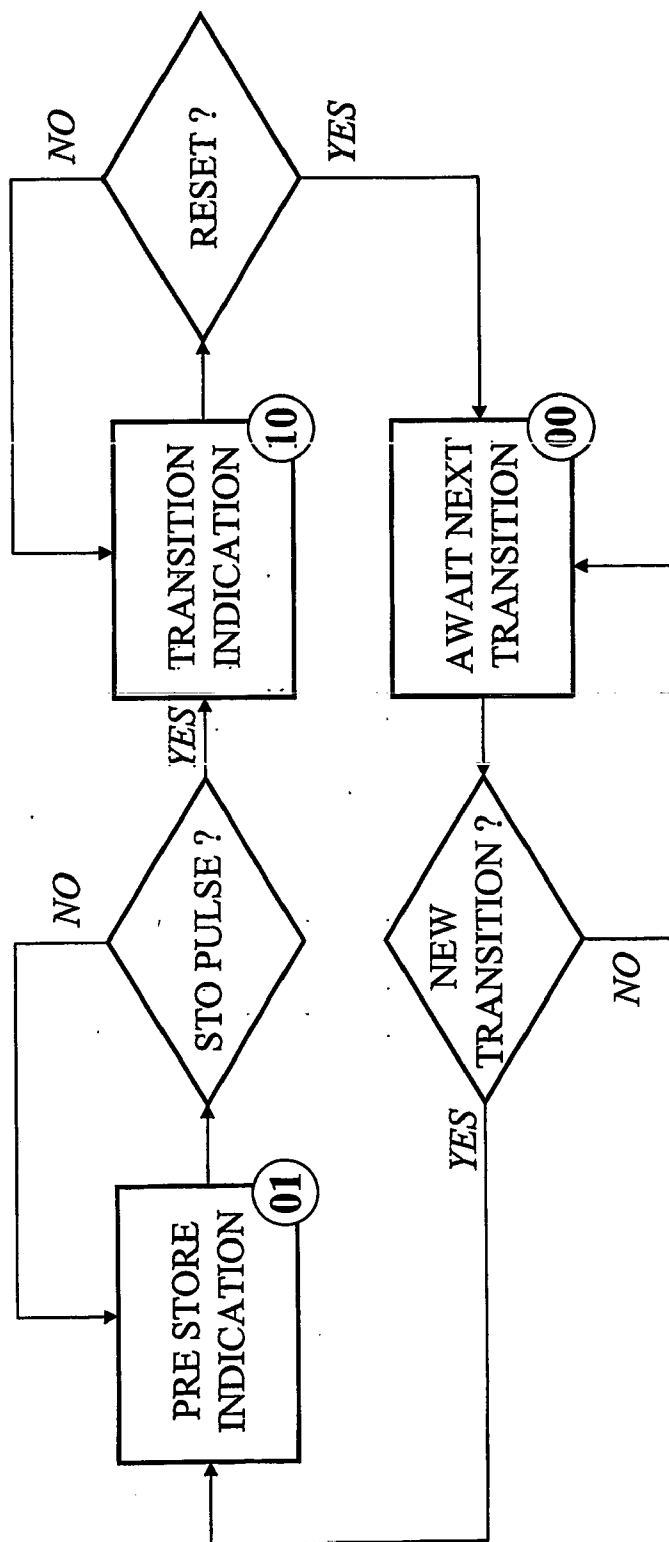 NO
NO
PRE STORE
INDICATION
01
STO PULSE ?
YES
TRANSITION
INDICATION
10
RESET ?
YES
YES
NEW
TRANSITION ?
NO
AWAIT NEXT
TRANSITION
00